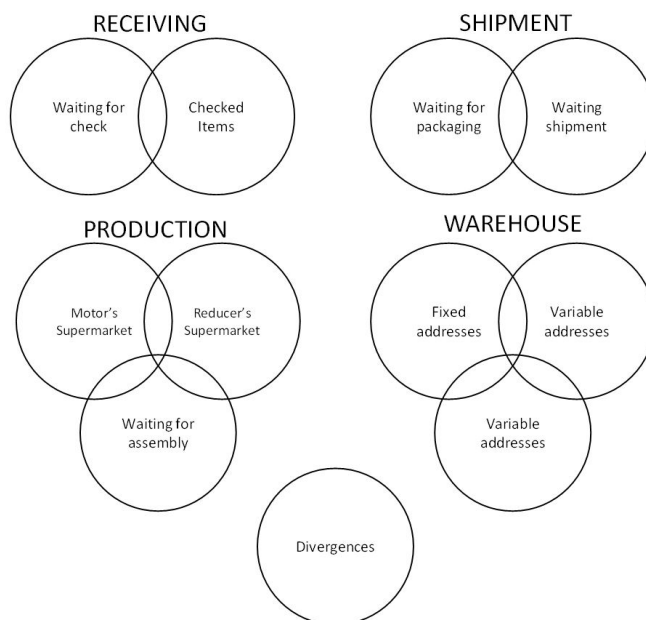 RECEIVING
Waiting for
check
Checked
Items
SHIPMENT
Waiting for
packaging
Waiting
shipment
PRODUCTION
Motor's
Supermarket
Reducer's
Supermarket
Waiting for
assembly
WAREHOUSE
Fixed
addresses
Variable
addresses
Variable
addresses
Divergences